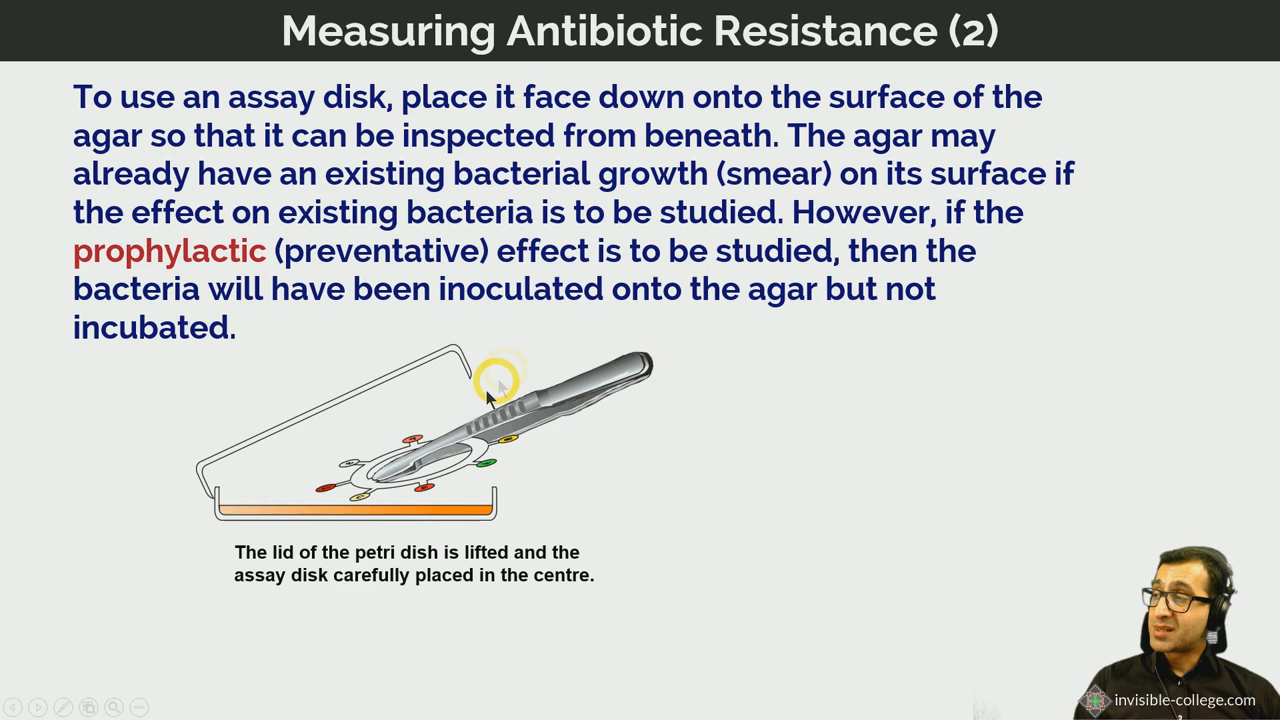 Measuring Antibiotic Resistance (2)
To use an assay disk, place it face down onto the surface of the
agar so that it can be inspected from beneath. The agar may
already have an existing bacterial growth (smear) on its surface if
the effect on existing bacteria is to be studied. However, if the
prophylactic (preventative) effect is to be studied, then the
bacteria will have been inoculated onto the agar but not
incubated.
The lid of the petri dish is lifted and the
assay disk carefully placed in the centre.
invisible-college.com